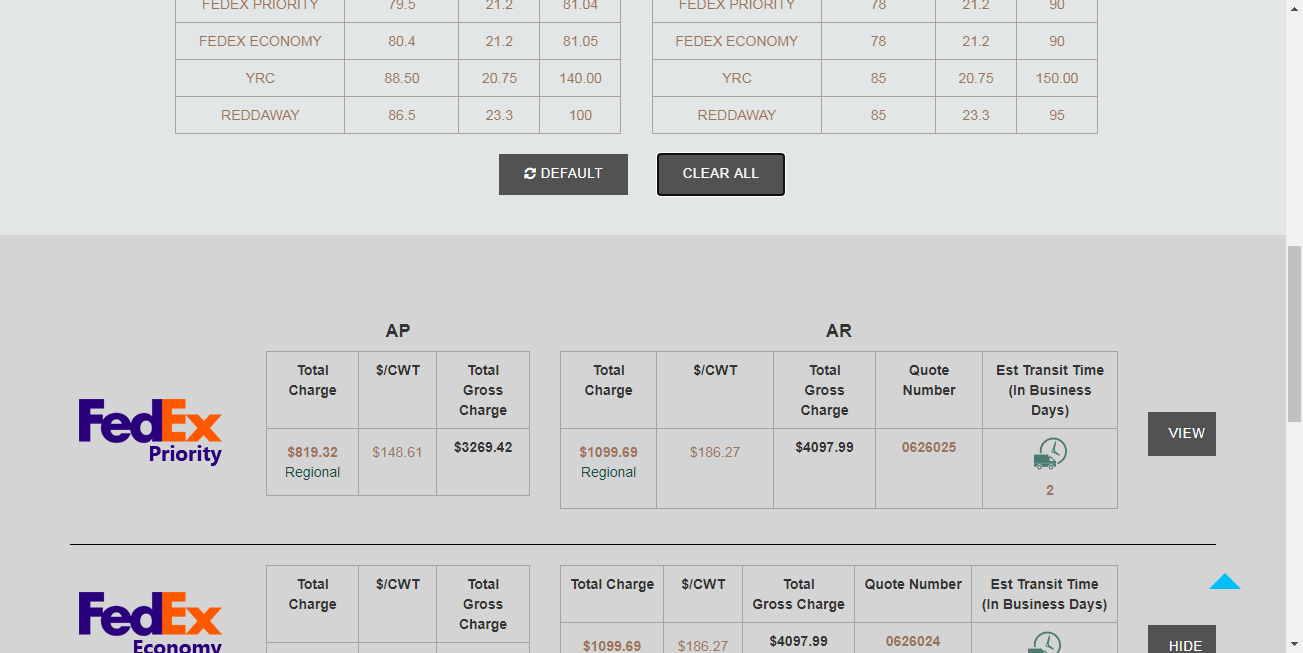 FEDEX PRIORITY 79.5 21.2 81.04 FEDEX PRIORITY 78 21.2 90
FEDEX ECONOMY 80.4 21.2 81.05 FEDEX ECONOMY 78 21.2 90
YRC 88.50 20.75 140.00 YRC 85 20.75 150.00
REDDAWAY 86.5 23.3 100 REDDAWAY 85 23.3 95
DEFAULT CLEAR ALL
AP
Total
Charge
$/CWT
Total
Gross
Charge
FedEx
Priority
$819.32
Regional
$148.61
$3269.42
AR
Total
Charge
$/CWT
Total
Gross
Charge
Quote
Number
Est Transit Time
(In Business
Days)
$1099.69
Regional
$186.27
$4097.99
0626025
2
VIEW
FedEx
Economy
Total
Charge
$/CWT
Total
Gross
Charge
Total Charge
$/CWT
Total
Gross Charge
Quote Number
Est Transit Time
(In Business Days)
$1099.69
$186.27
$4097.99
0626024
HIDE